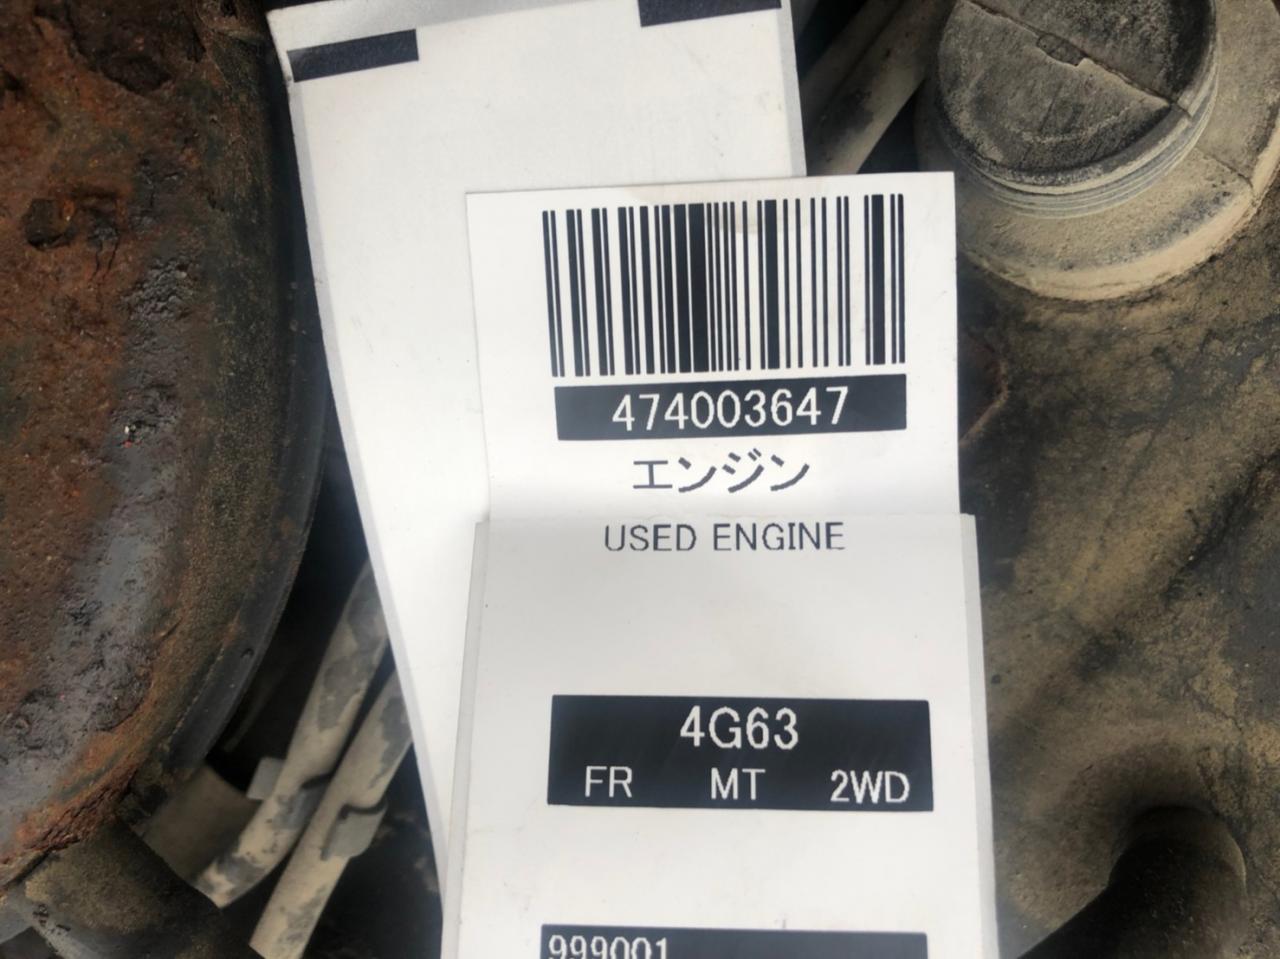 474003647
エンジン
USED ENGINE
4G63
FR MT 2WD
999001